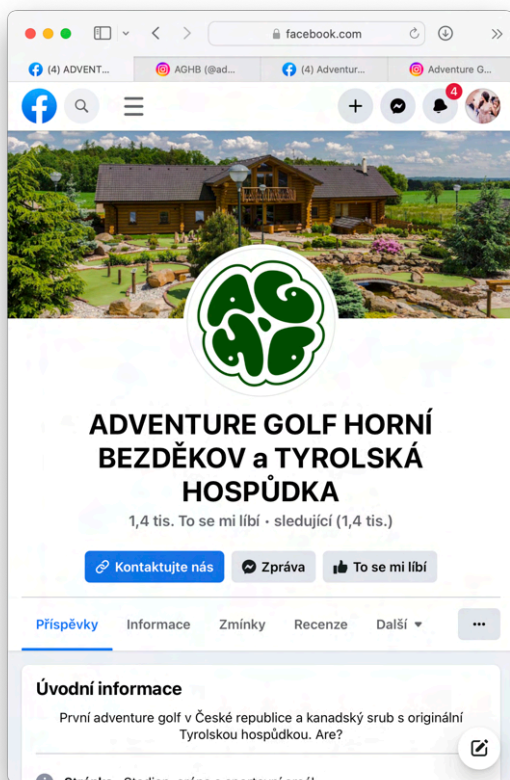 facebook.com
(4) ADVENT...
AGHB (@ad...
(4) Adventur...
Adventure G...
4
AG
HB
ADVENTURE GOLF HORNÍ
BEZDĚKOV a TYROLSKÁ
HOSPŮDKA
1,4 tis. To se mi líbí • sledující (1,4 tis.)
Kontaktujte nás
Zpráva
To se mi líbí
Příspěvky
Informace
Zmínky
Recenze
Další
Úvodní informace
První adventure golf v České republice a kanadský srub s originální
Tyrolskou hospůdkou. Are?